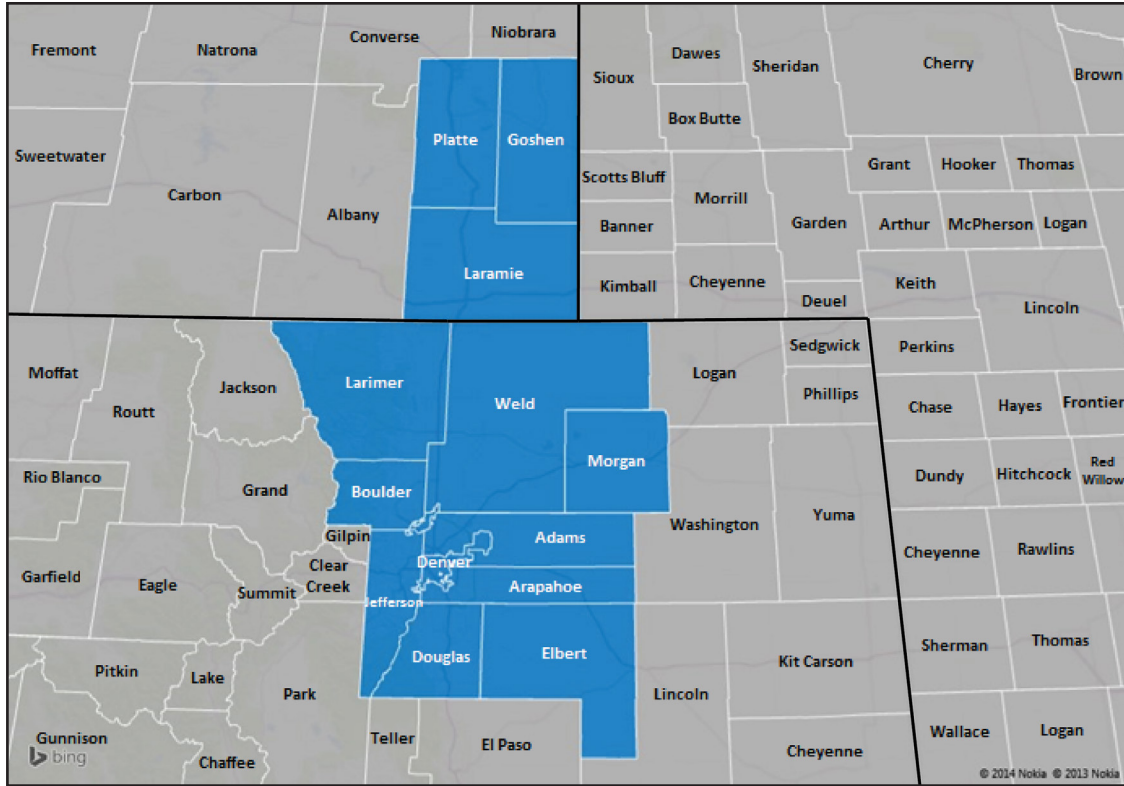 Converse
Niobrara
Fremont
Natrona
Dawes
Sheridan
Cherry
Brown
Sioux
Box Butte
Platte
Goshen
Sweetwater
Grant
Hooker
Thomas
Scotts Bluff
Carbon
Morrill
Albany
Banner
Garden
Arthur
McPherson
Logan
Laramie
Kimball
Cheyenne
Keith
Deuel
Lincoln
Sedgwick
Perkins
Moffat
Jackson
Larimer
Logan
Phillips
Routt
Weld
Chase
Hayes
Frontier
Rio Blanco
Grand
Boulder
Morgan
Dundy
Hitchcock
Red
Willow
Gilpin
Adams
Washington
Yuma
Garfield
Eagle
Summit
Clear
Creek
Denver
Cheyenne
Rawlins
Jefferson
Arapahoe
Pitkin
Lake
Park
Douglas
Elbert
Lincoln
Kit Carson
Sherman
Thomas
Gunnison
Chaffee
Teller
El Paso
Cheyenne
Wallace
Logan
bing
© 2014 Nokia © 2013 Nokia